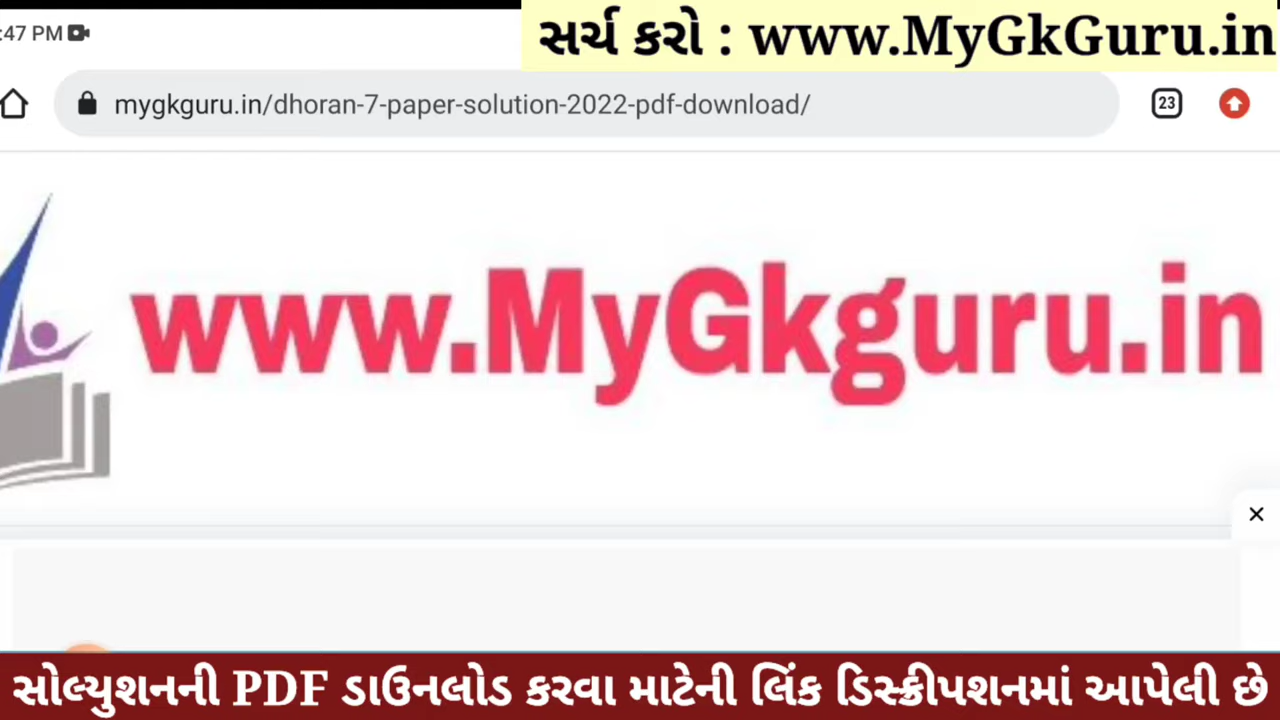 સર્ચ કરો : www.MyGkGuru.in
:47 PM
mygkguru.in/dhoran-7-paper-solution-2022-pdf-download/
23
www.MyGkguru.in
સોલ્યુશનની PDF ડાઉનલોડ કરવા માટેની લિંક ડિસ્ક્રીપશનમાં આપેલી છે